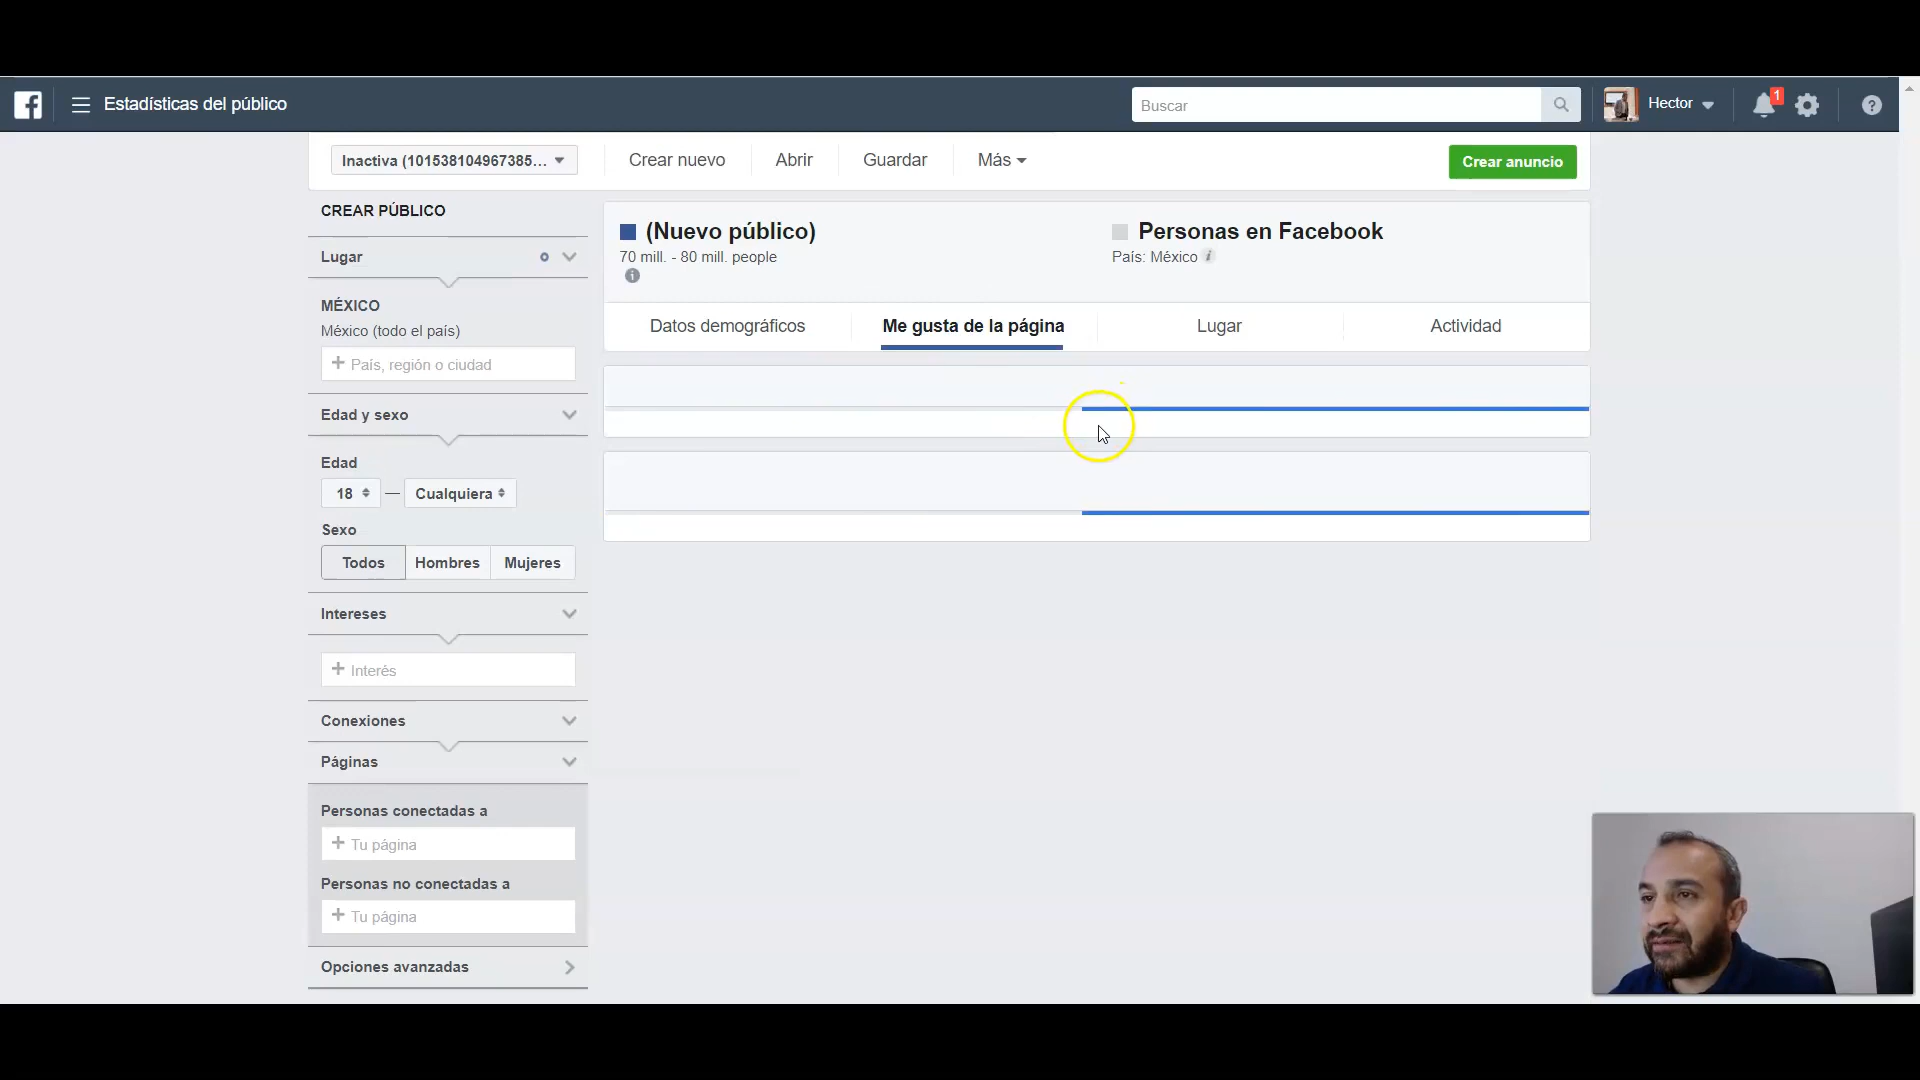 Estadísticas del público
Buscar
Hector
1
Inactiva (101538104967385...
Crear nuevo
Abrir
Guardar
Más
Crear anuncio
CREAR PÚBLICO
Lugar
MÉXICO
México (todo el país)
País, región o ciudad
Edad y sexo
Edad
18 — Cualquiera
Sexo
Todos
Hombres
Mujeres
Intereses
Interés
Conexiones
Páginas
Personas conectadas a
Tu página
Personas no conectadas a
Tu página
Opciones avanzadas
(Nuevo público)
70 mill. - 80 mill. people
Personas en Facebook
País: México
Datos demográficos
Me gusta de la página
Lugar
Actividad